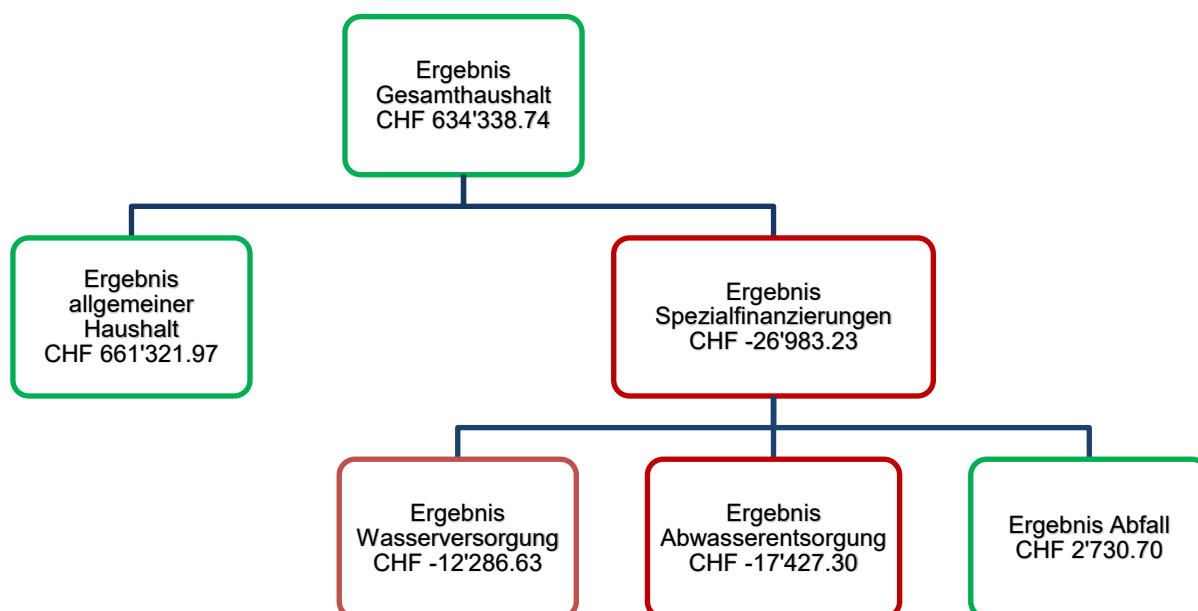 Ergebnis
Gesamthaushalt
CHF 634'338.74
Ergebnis
allgemeiner
Haushalt
CHF 661'321.97
Ergebnis
Spezialfinanzierungen
CHF -26'983.23
Ergebnis
Wasserversorgung
CHF -12'286.63
Ergebnis
Abwasserentsorgung
CHF -17'427.30
Ergebnis Abfall
CHF 2'730.70